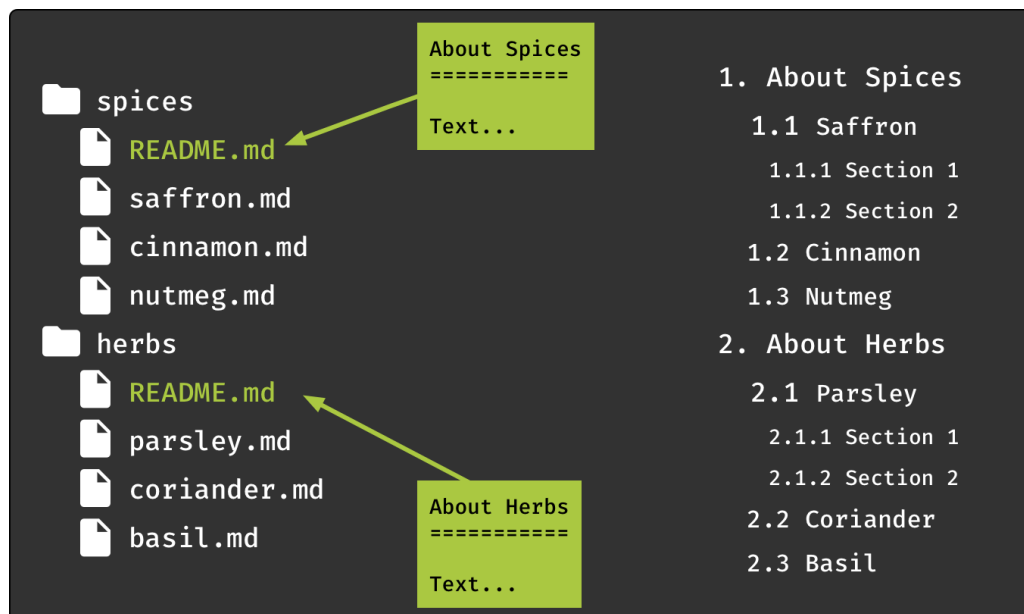 spices
README.md
saffron.md
cinnamon.md
nutmeg.md
herbs
README.md
parsley.md
coriander.md
basil.md
About Spices
===========
Text...
About Herbs
===========
Text...
1. About Spices
1.1 Saffron
1.1.1 Section 1
1.1.2 Section 2
1.2 Cinnamon
1.3 Nutmeg
2. About Herbs
2.1 Parsley
2.1.1 Section 1
2.1.2 Section 2
2.2 Coriander
2.3 Basil